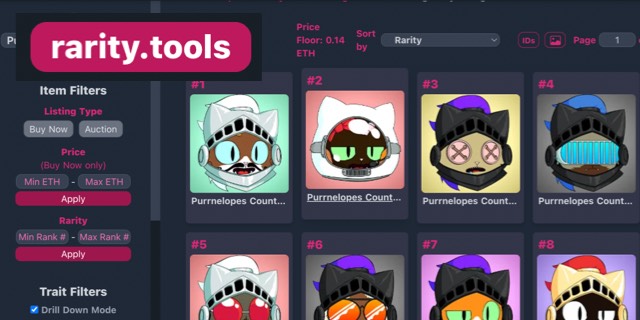 rarity.tools
Price
Floor: 0.14
ETH
Sort
by
Rarity
IDs
Page
1
Item Filters
Listing Type
Buy Now
Auction
Price
(Buy Now only)
Min ETH - Max ETH
Apply
Rarity
Min Rank # - Max Rank #
Apply
Trait Filters
Drill Down Mode
#1
Purrnelopes Count...
#2
Purrnelopes Count...
#3
Purrnelopes Count...
#4
Purrnelopes Count...
#5
#6
#7
#8